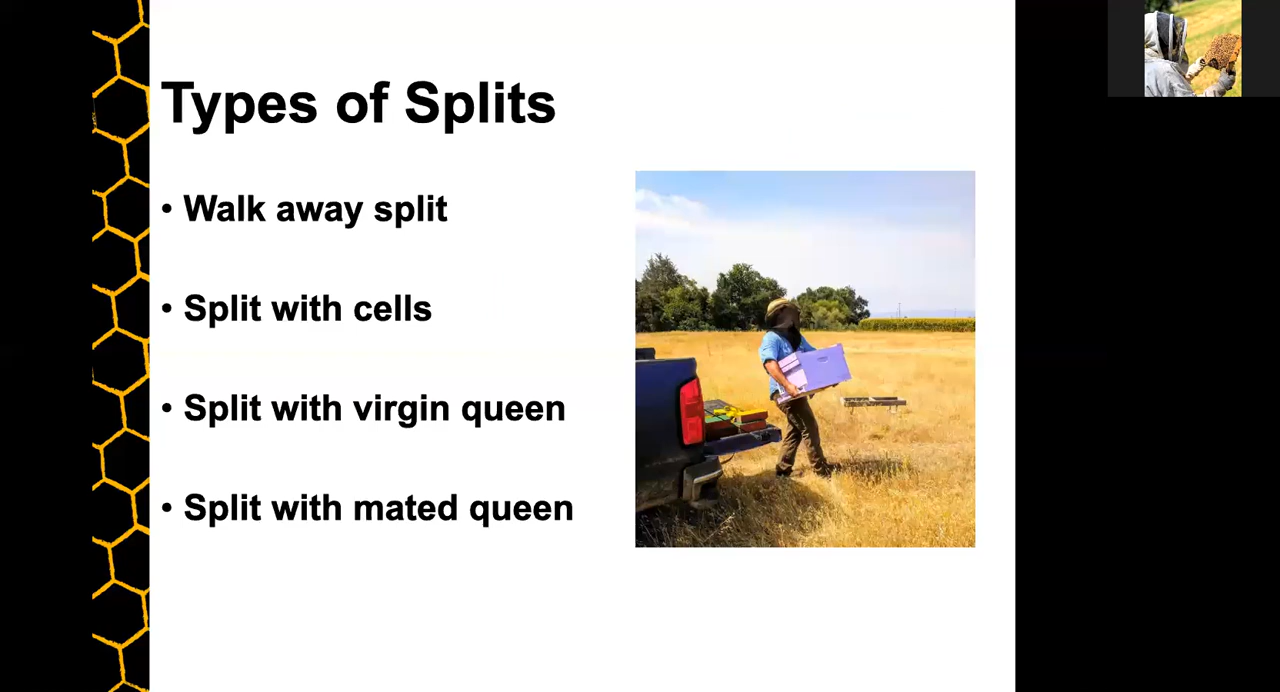 Types of Splits
• Walk away split
• Split with cells
• Split with virgin queen
• Split with mated queen